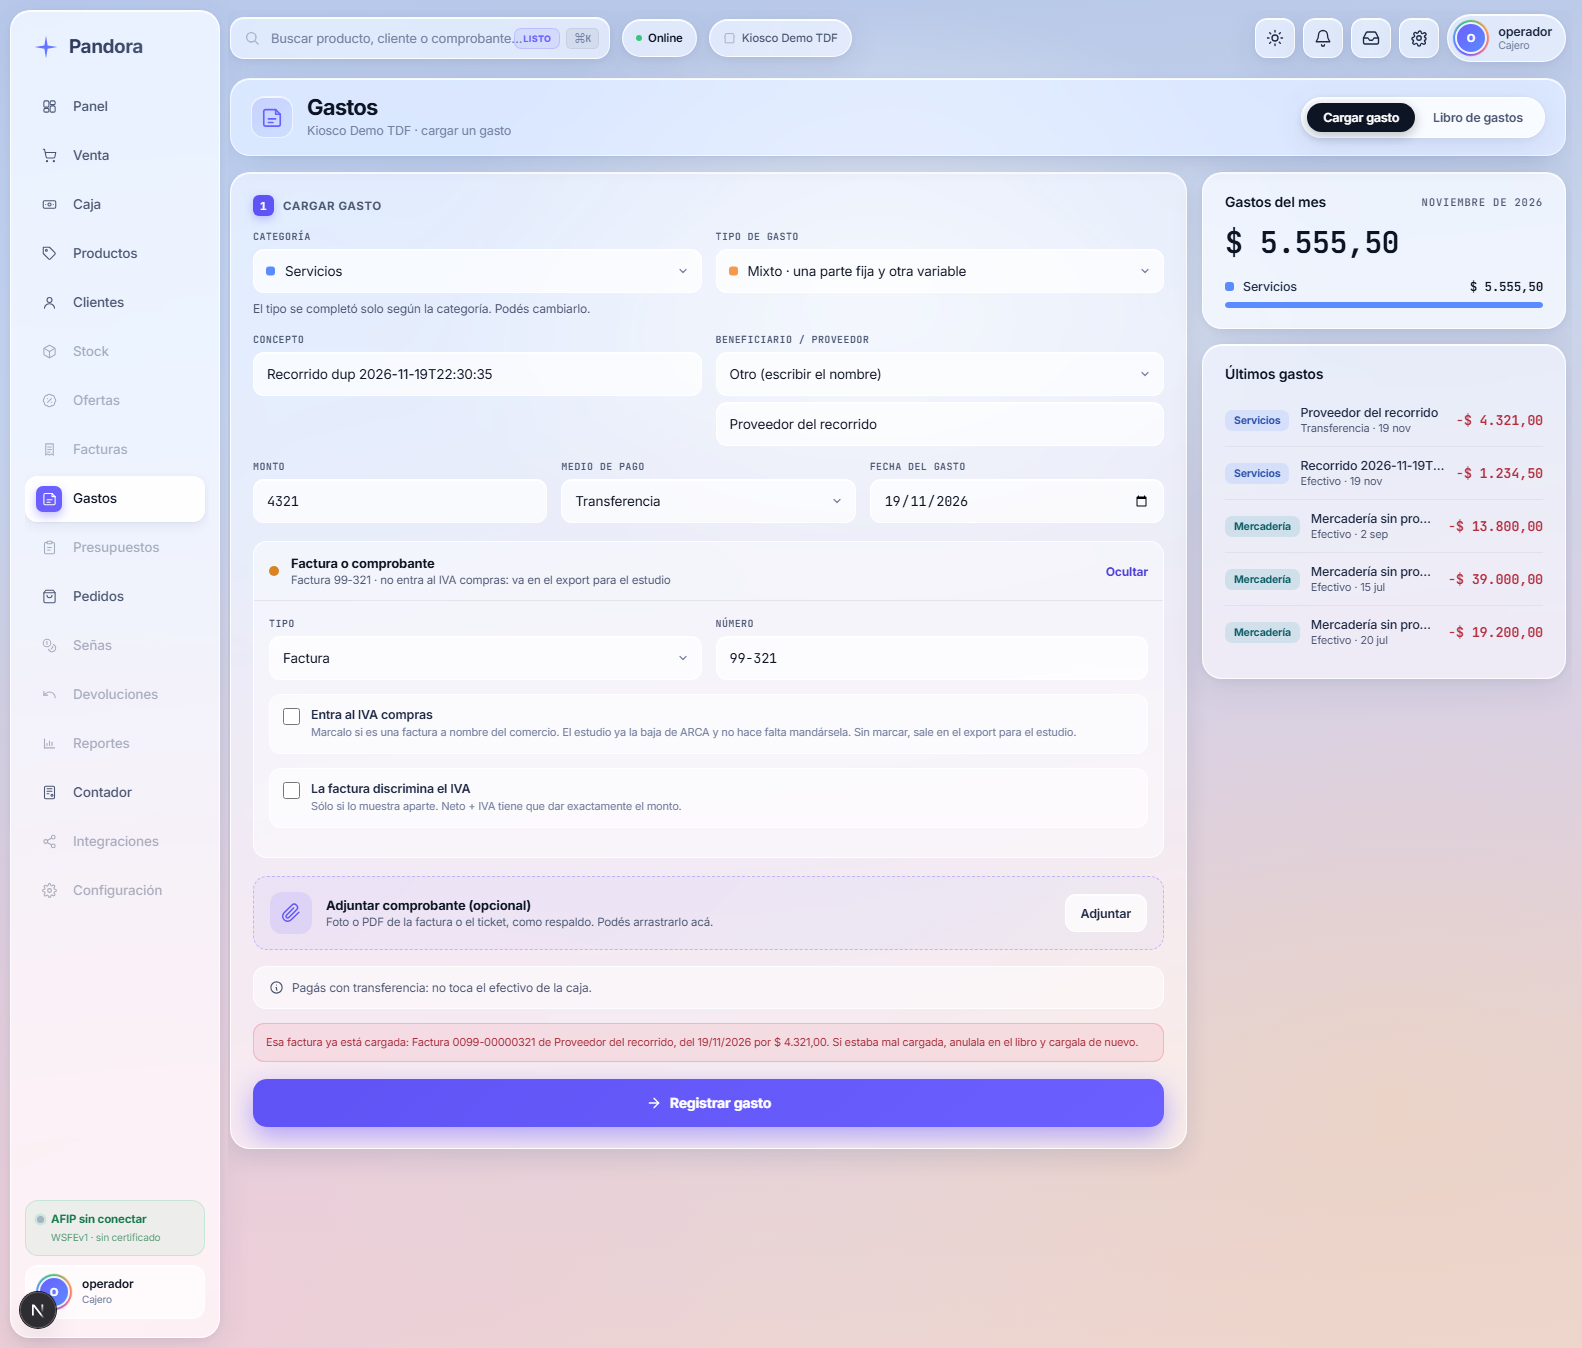 Pandora
Panel
Venta
Caja
Productos
Clientes
Stock
Ofertas
Facturas
Gastos
Presupuestos
Pedidos
Señas
Devoluciones
Reportes
Contador
Integraciones
Configuración
AFIP sin conectar
WSFEv1 · sin certificado
O
operador
Cajero
N
Buscar producto, cliente o comprobante...
LISTO
⌘K
Online
Kiosco Demo TDF
O
operador
Cajero
Gastos
Kiosco Demo TDF · cargar un gasto
Cargar gasto
Libro de gastos
1 CARGAR GASTO
CATEGORÍA
Servicios
El tipo se completó solo según la categoría. Podés cambiarlo.
TIPO DE GASTO
Mixto · una parte fija y otra variable
CONCEPTO
Recorrido dup 2026-11-19T22:30:35
BENEFICIARIO / PROVEEDOR
Otro (escribir el nombre)
Proveedor del recorrido
MONTO
4321
MEDIO DE PAGO
Transferencia
FECHA DEL GASTO
19/11/2026
Factura o comprobante
Factura 99-321 · no entra al IVA compras: va en el export para el estudio
Ocultar
TIPO
Factura
NÚMERO
99-321
Entra al IVA compras
Marcalo si es una factura a nombre del comercio. El estudio ya la baja de ARCA y no hace falta mandársela. Sin marcar, sale en el export para el estudio.
La factura discrimina el IVA
Sólo si lo muestra aparte. Neto + IVA tiene que dar exactamente el monto.
Adjuntar comprobante (opcional)
Foto o PDF de la factura o el ticket, como respaldo. Podés arrastrarlo acá.
Adjuntar
Pagás con transferencia: no toca el efectivo de la caja.
Esa factura ya está cargada: Factura 0099-00000321 de Proveedor del recorrido, del 19/11/2026 por $ 4.321,00. Si estaba mal cargada, anulala en el libro y cargala de nuevo.
Registrar gasto
Gastos del mes
NOVIEMBRE DE 2026
$ 5.555,50
Servicios
$ 5.555,50
Últimos gastos
Servicios
Proveedor del recorrido
Transferencia · 19 nov
-$ 4.321,00
Servicios
Recorrido 2026-11-19T...
Efectivo · 19 nov
-$ 1.234,50
Mercadería
Mercadería sin pro...
Efectivo · 2 sep
-$ 13.800,00
Mercadería
Mercadería sin pro...
Efectivo · 15 jul
-$ 39.000,00
Mercadería
Mercadería sin pro...
Efectivo · 20 jul
-$ 19.200,00